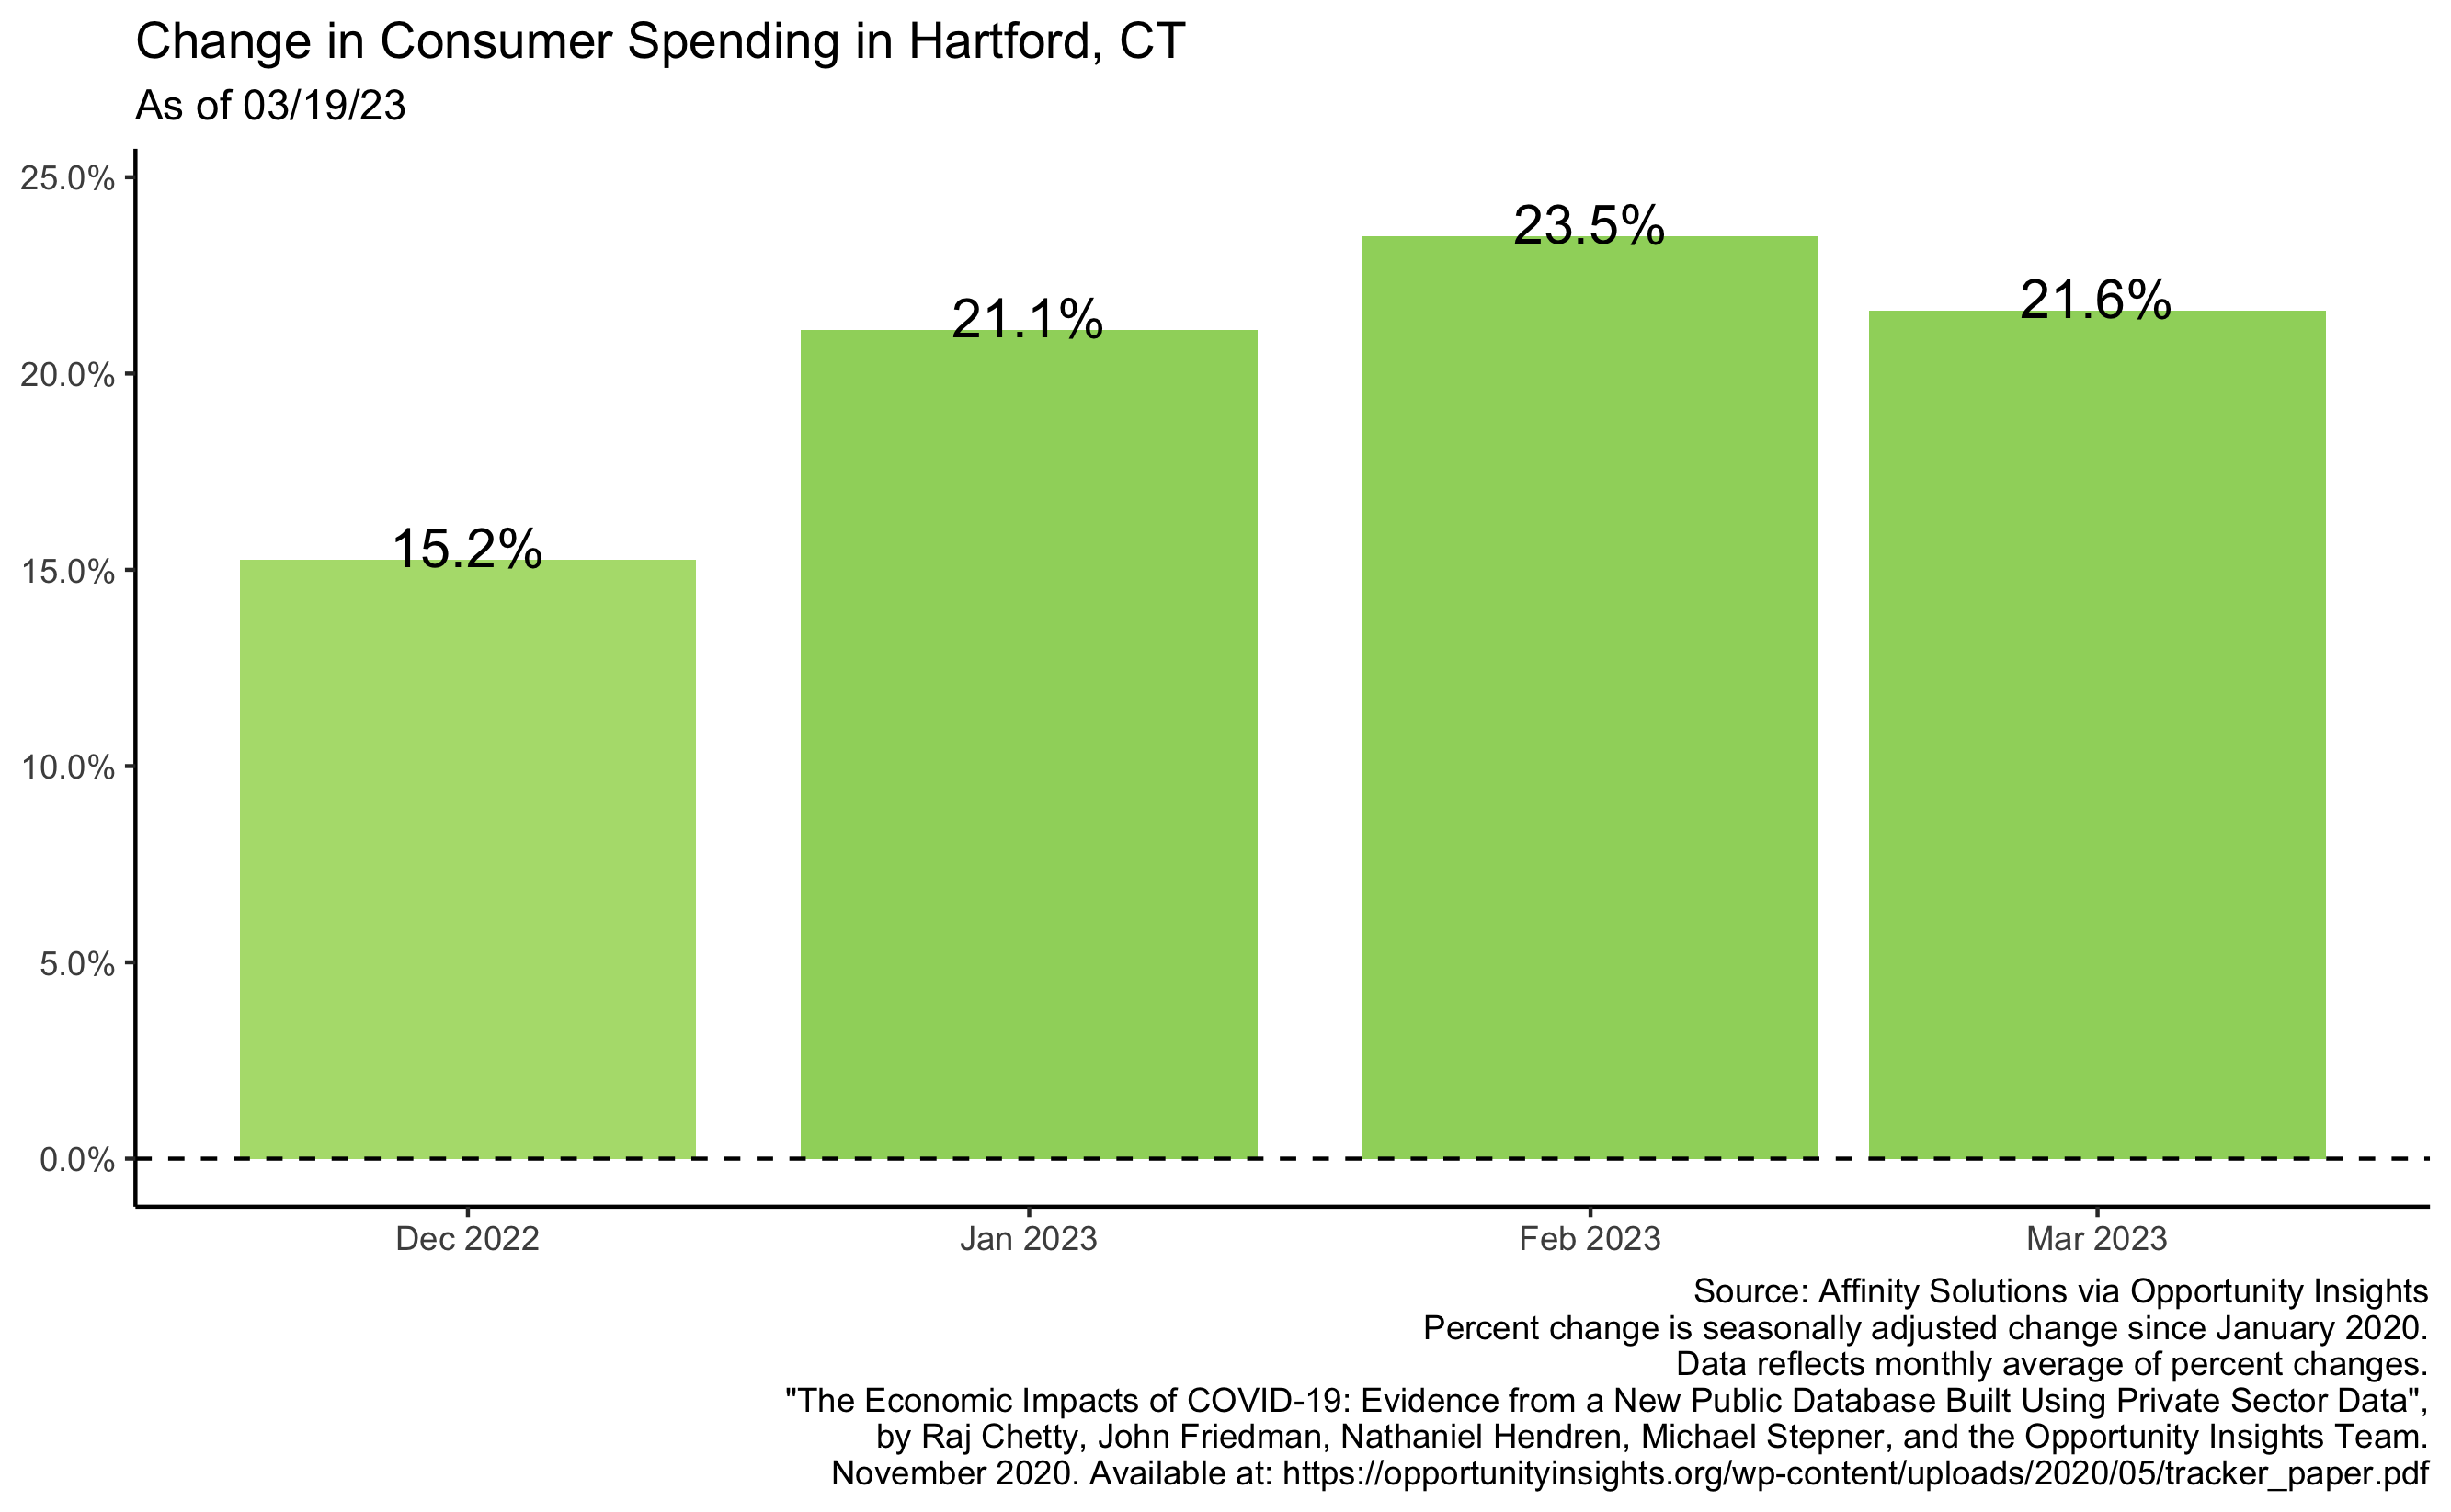 Change in Consumer Spending in Hartford, CT
As of 03/19/23
25.0%
20.0%
15.0%
10.0%
5.0%
0.0%
15.2%
21.1%
23.5%
21.6%
Dec 2022
Jan 2023
Feb 2023
Mar 2023
Source: Affinity Solutions via Opportunity Insights
Percent change is seasonally adjusted change since January 2020.
Data reflects monthly average of percent changes.
"The Economic Impacts of COVID-19: Evidence from a New Public Database Built Using Private Sector Data",
by Raj Chetty, John Friedman, Nathaniel Hendren, Michael Stepner, and the Opportunity Insights Team.
November 2020. Available at: https://opportunityinsights.org/wp-content/uploads/2020/05/tracker_paper.pdf